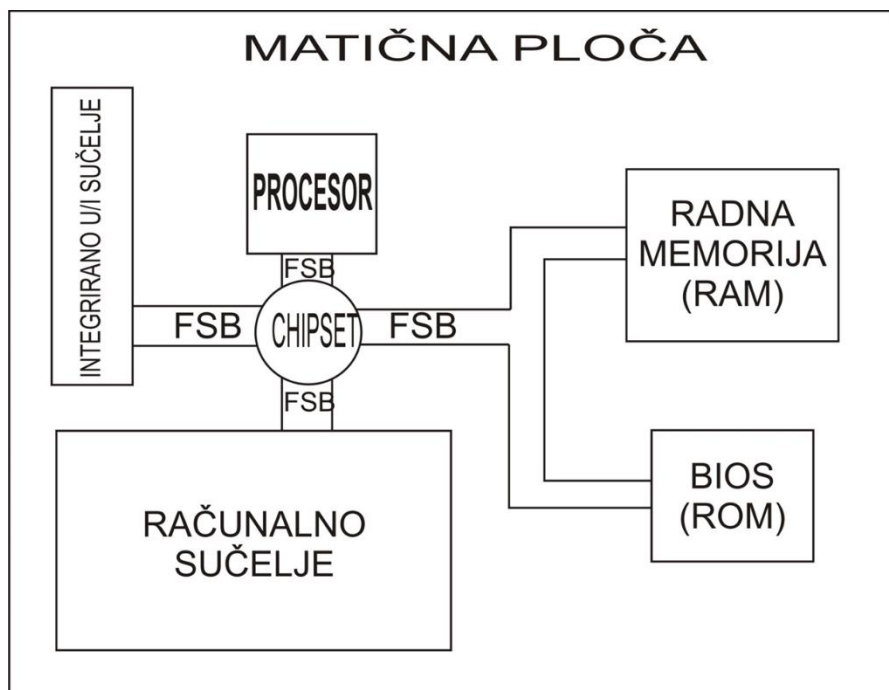 MATIČNA PLOČA
INTEGRIRANO U/I SUČELJE
PROCESOR
FSB
RADNA
MEMORIJA
(RAM)
FSB
CHIPSET
FSB
FSB
RAČUNALNO
SUČELJE
BIOS
(ROM)